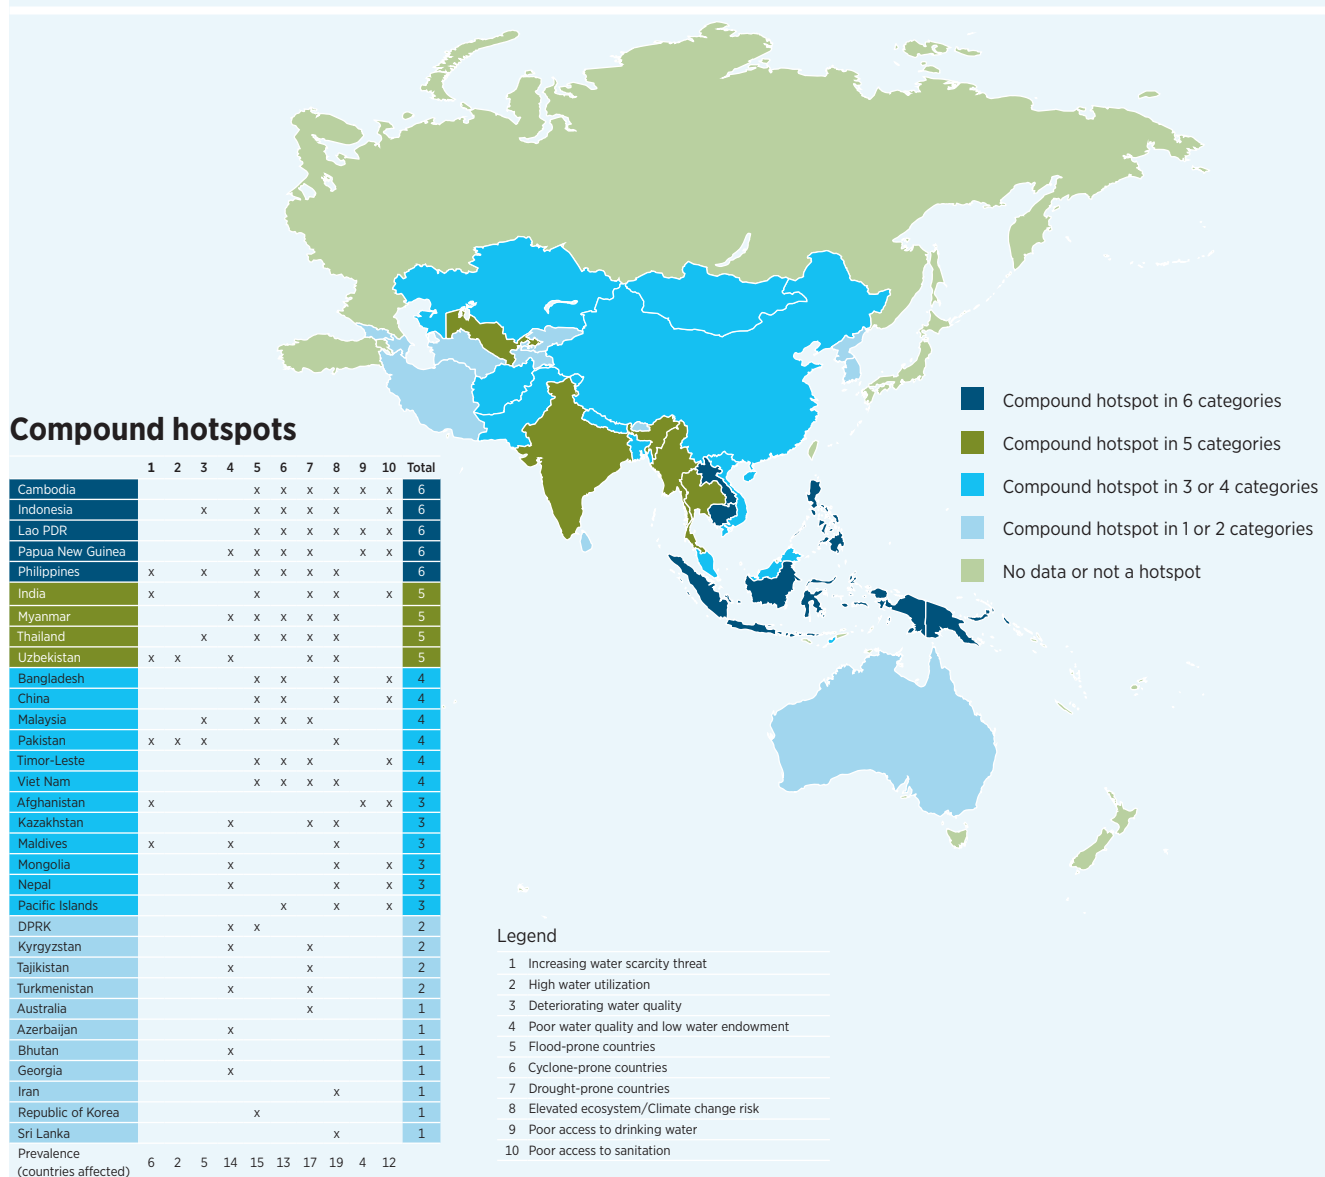 Compound hotspots
1 2 3 4 5 6 7 8 9 10 Total
Cambodia x x x x x x 6
Indonesia x x x x x x 6
Lao PDR x x x x x x 6
Papua New Guinea x x x x x x 6
Philippines x x x x x x 6
India x x x x x 5
Myanmar x x x x x 5
Thailand x x x x x 5
Uzbekistan x x x x x 5
Bangladesh x x x x 4
China x x x x 4
Malaysia x x x x 4
Pakistan x x x x 4
Timor-Leste x x x x 4
Viet Nam x x x x 4
Afghanistan x x x 3
Kazakhstan x x x 3
Maldives x x x 3
Mongolia x x x 3
Nepal x x x 3
Pacific Islands x x x 3
DPRK x x 2
Kyrgyzstan x x 2
Tajikistan x x 2
Turkmenistan x x 2
Australia x 1
Azerbaijan x 1
Bhutan x 1
Georgia x 1
Iran x 1
Republic of Korea x 1
Sri Lanka x 1
Prevalence
(countries affected) 6 2 5 14 15 13 17 19 4 12
Compound hotspot in 6 categories
Compound hotspot in 5 categories
Compound hotspot in 3 or 4 categories
Compound hotspot in 1 or 2 categories
No data or not a hotspot
Legend
1 Increasing water scarcity threat
2 High water utilization
3 Deteriorating water quality
4 Poor water quality and low water endowment
5 Flood-prone countries
6 Cyclone-prone countries
7 Drought-prone countries
8 Elevated ecosystem/Climate change risk
9 Poor access to drinking water
10 Poor access to sanitation